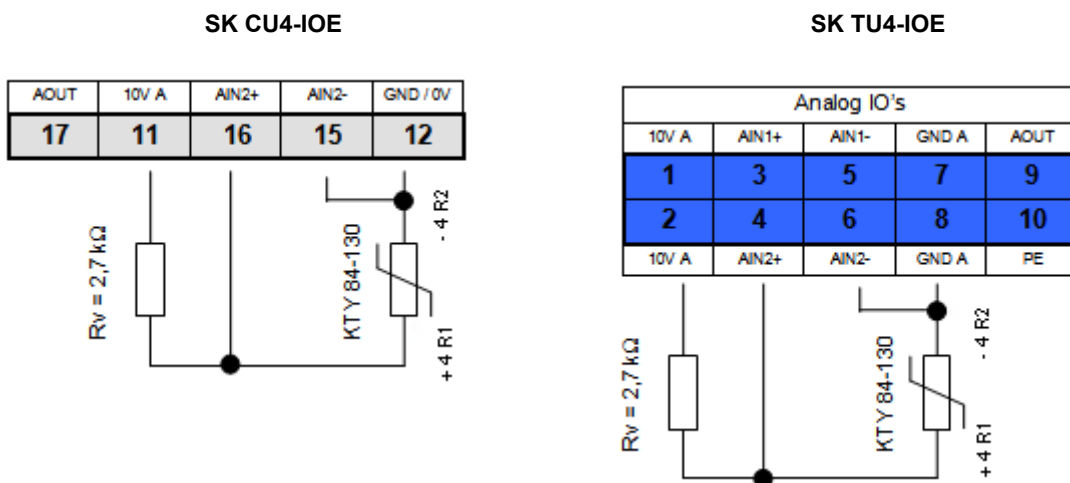 SK CU4-IOE
SK TU4-IOE
AOUT 10V A AIN2+ AIN2- GND / 0V
17 11 16 15 12
Rv = 2,7 kΩ
KTY 84-130
- 4 R2
+ 4 R1
Analog IO's
10V A AIN1+ AIN1- GND A AOUT
1 3 5 7 9
2 4 6 8 10
10V A AIN2+ AIN2- GND A PE
Rv = 2,7 kΩ
KTY 84-130
- 4 R2
+ 4 R1